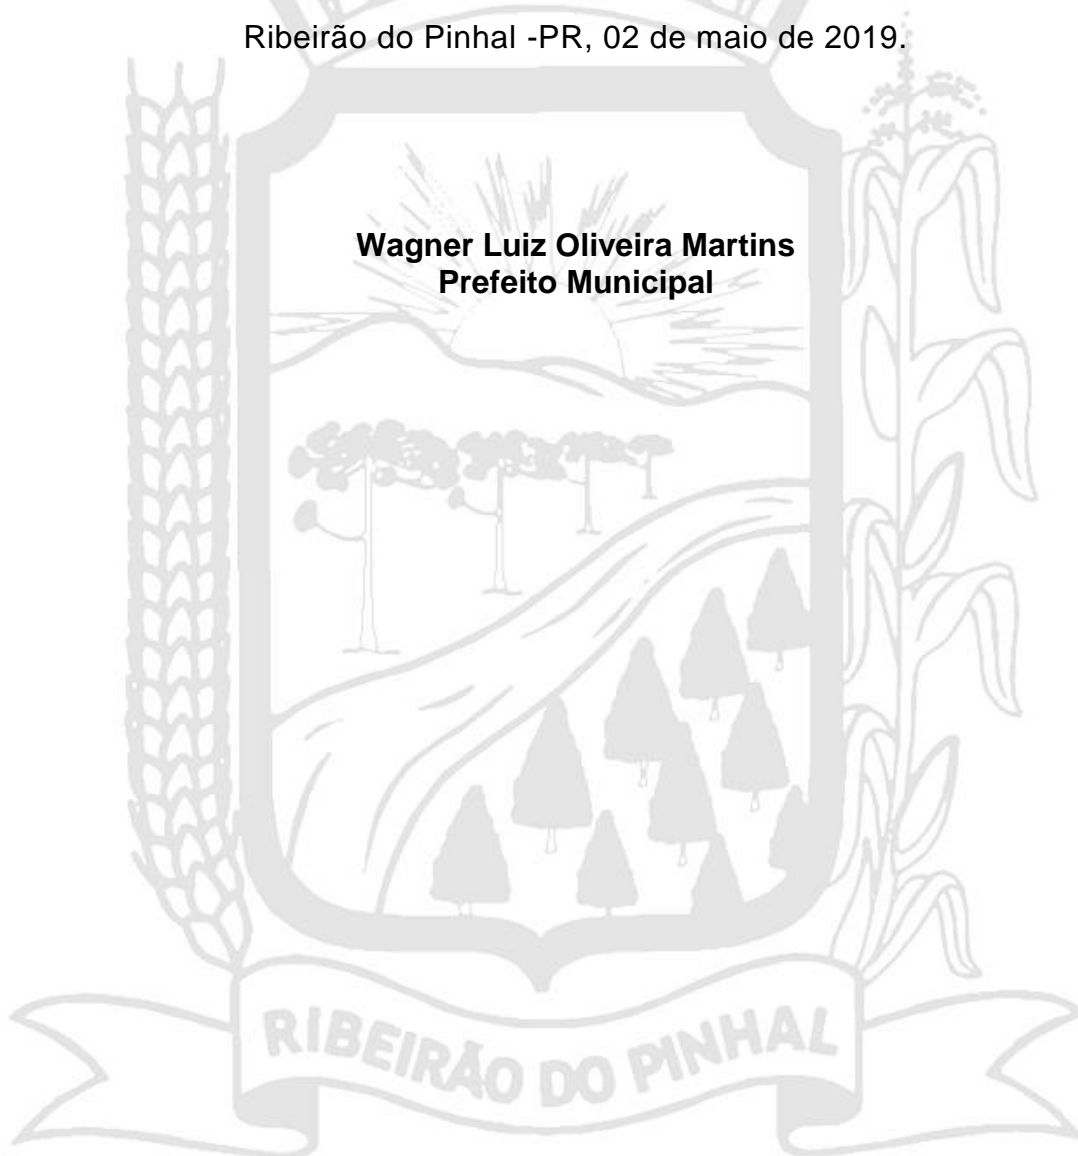 Ribeirão do Pinhal -PR, 02 de maio de 2019.
Wagner Luiz Oliveira Martins
Prefeito Municipal
RIBEIRÃO DO PINHAL